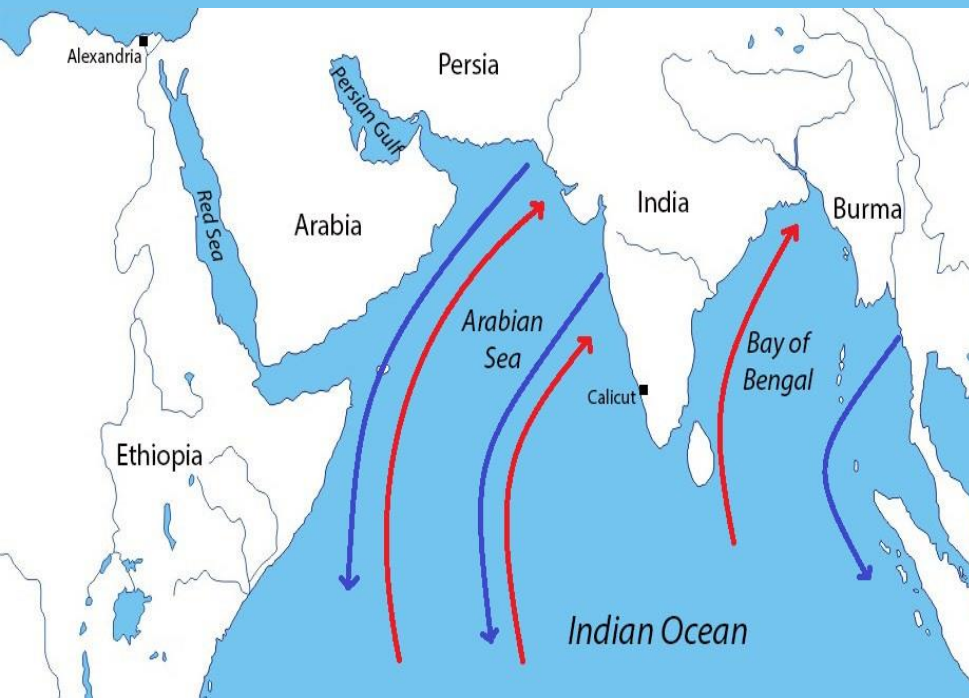 Alexandria
Persia
Persian Gulf
Red Sea
Arabia
India
Burma
Arabian
Sea
Bay of
Bengal
Calicut
Ethiopia
Indian Ocean